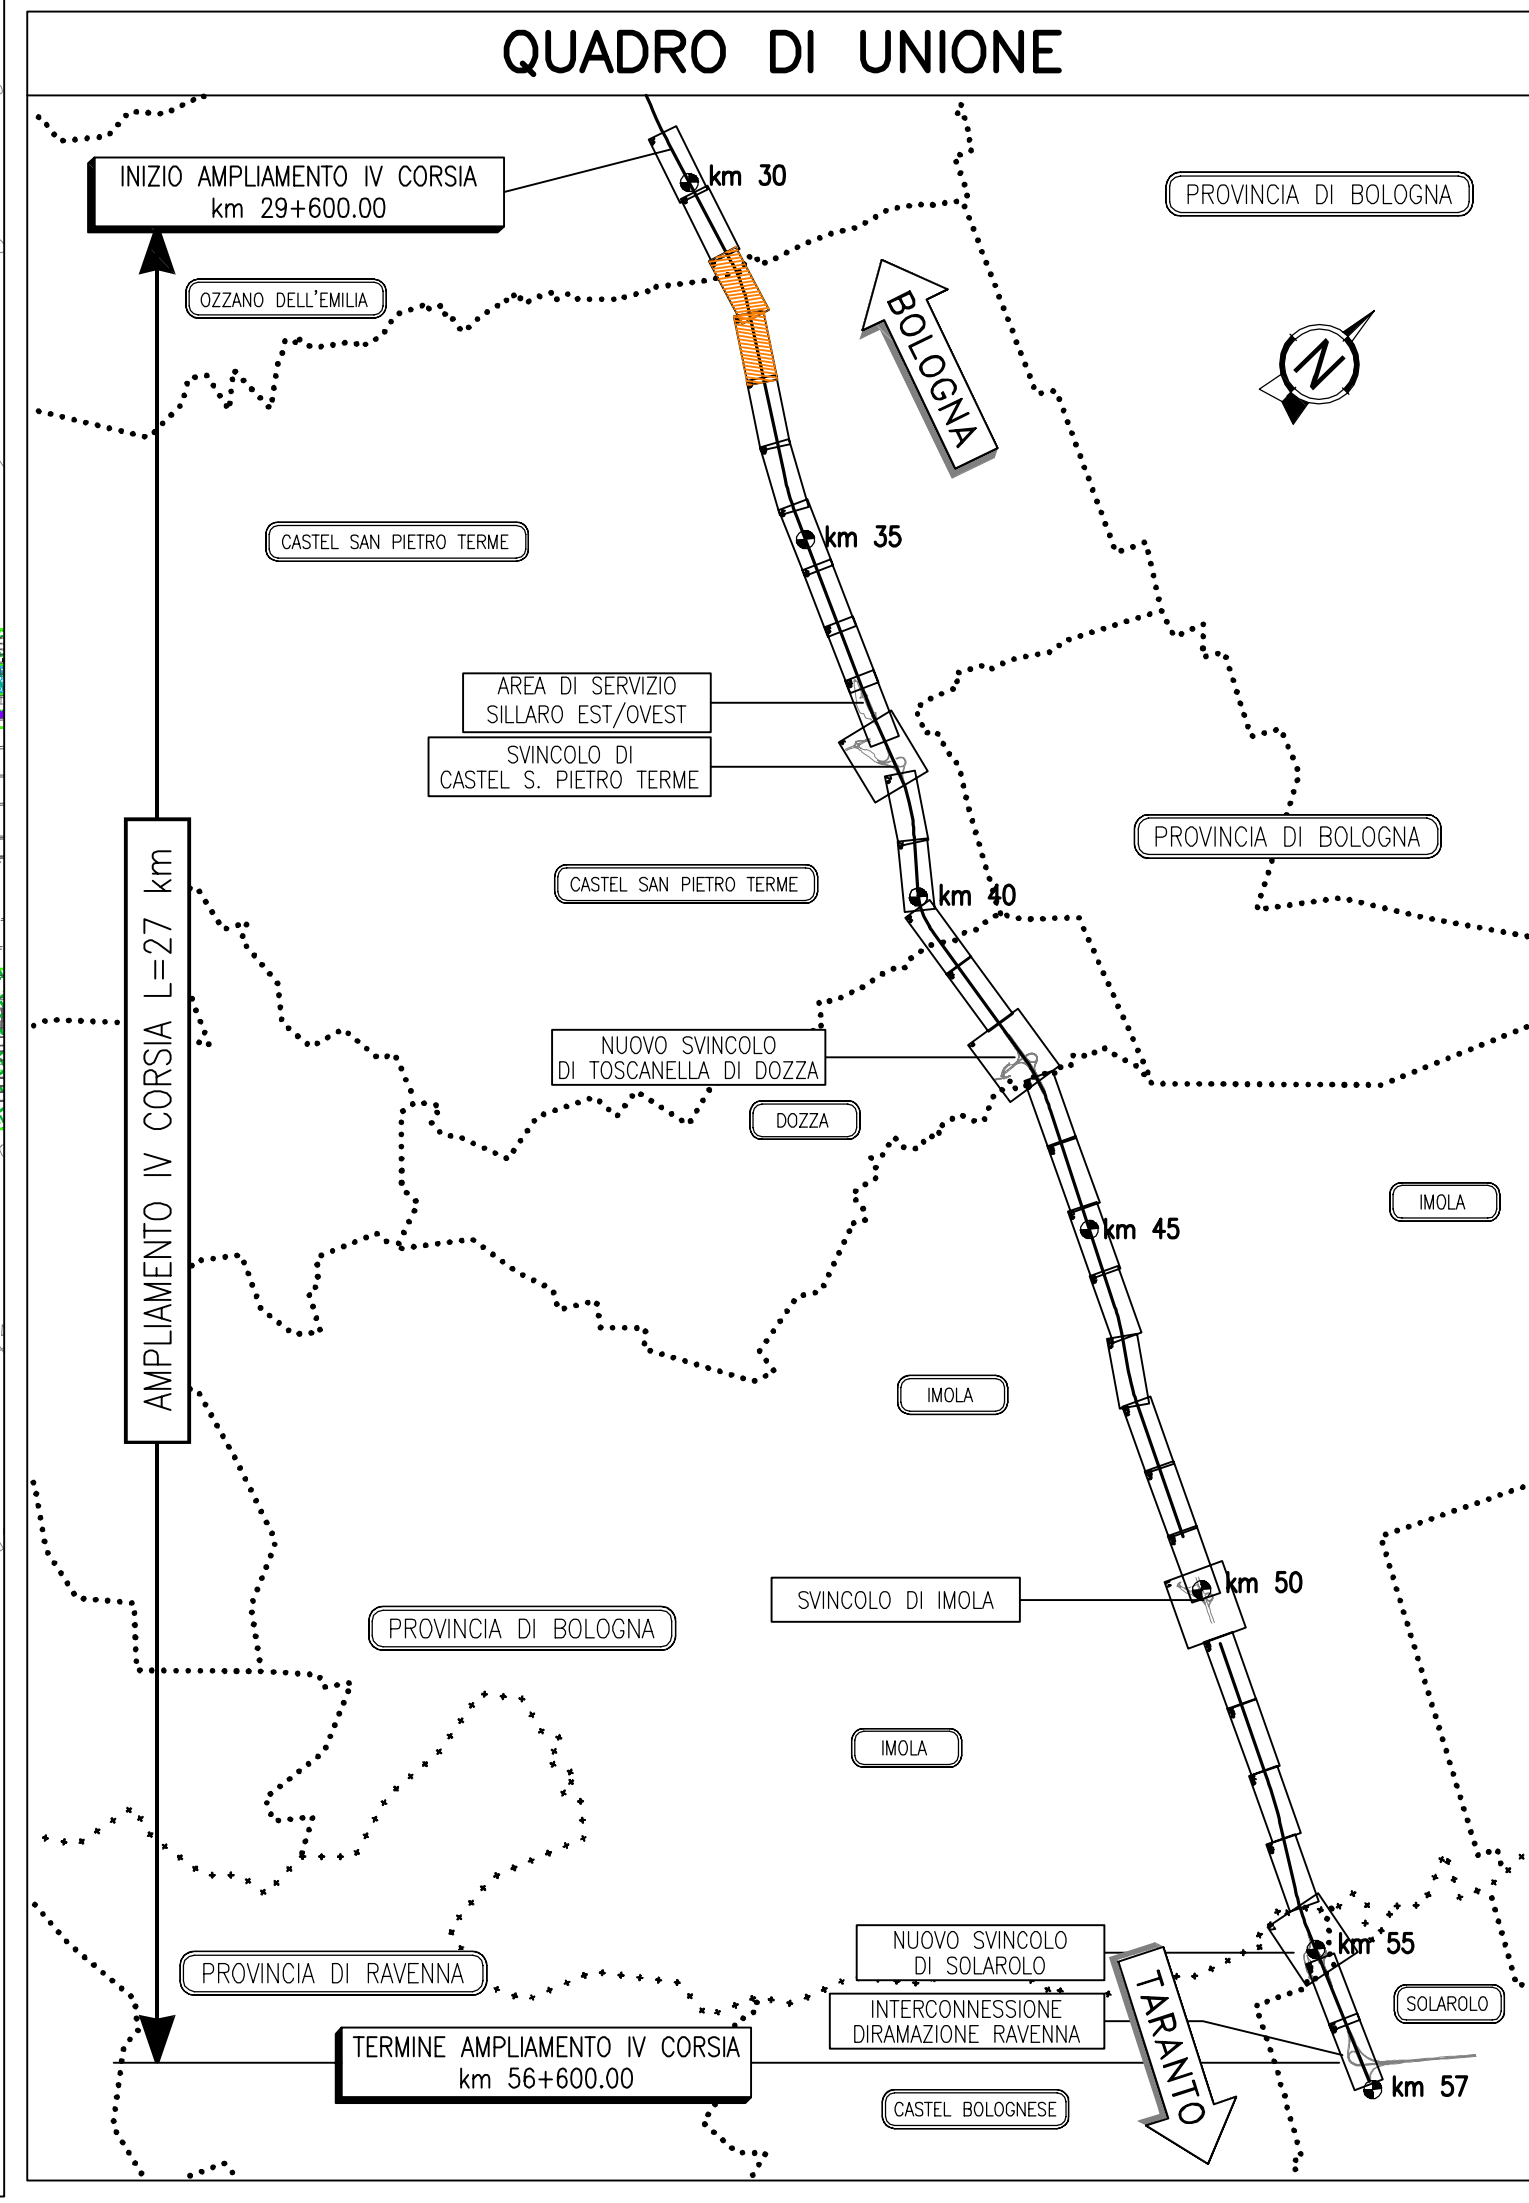 QUADRO DI UNIONE
INIZIO AMPLIAMENTO IV CORSIA
km 29+600.00
km 30
PROVINCIA DI BOLOGNA
OZZANO DELL'EMILIA
BOLOGNA
N
CASTEL SAN PIETRO TERME
km 35
AREA DI SERVIZIO
SILLARO EST/OVEST
SVINCOLO DI
CASTEL S. PIETRO TERME
PROVINCIA DI BOLOGNA
CASTEL SAN PIETRO TERME
km 40
AMPLIAMENTO IV CORSIA L=27 km
NUOVO SVINCOLO
DI TOSCANELLA DI DOZZA
DOZZA
IMOLA
km 45
IMOLA
km 50
SVINCOLO DI IMOLA
PROVINCIA DI BOLOGNA
IMOLA
NUOVO SVINCOLO
DI SOLAROLO
km 55
PROVINCIA DI RAVENNA
INTERCONNESSIONE
DIRAMAZIONE RAVENNA
SOLAROLO
TARANTO
TERMINE AMPLIAMENTO IV CORSIA
km 56+600.00
km 57
CASTEL BOLOGNESE